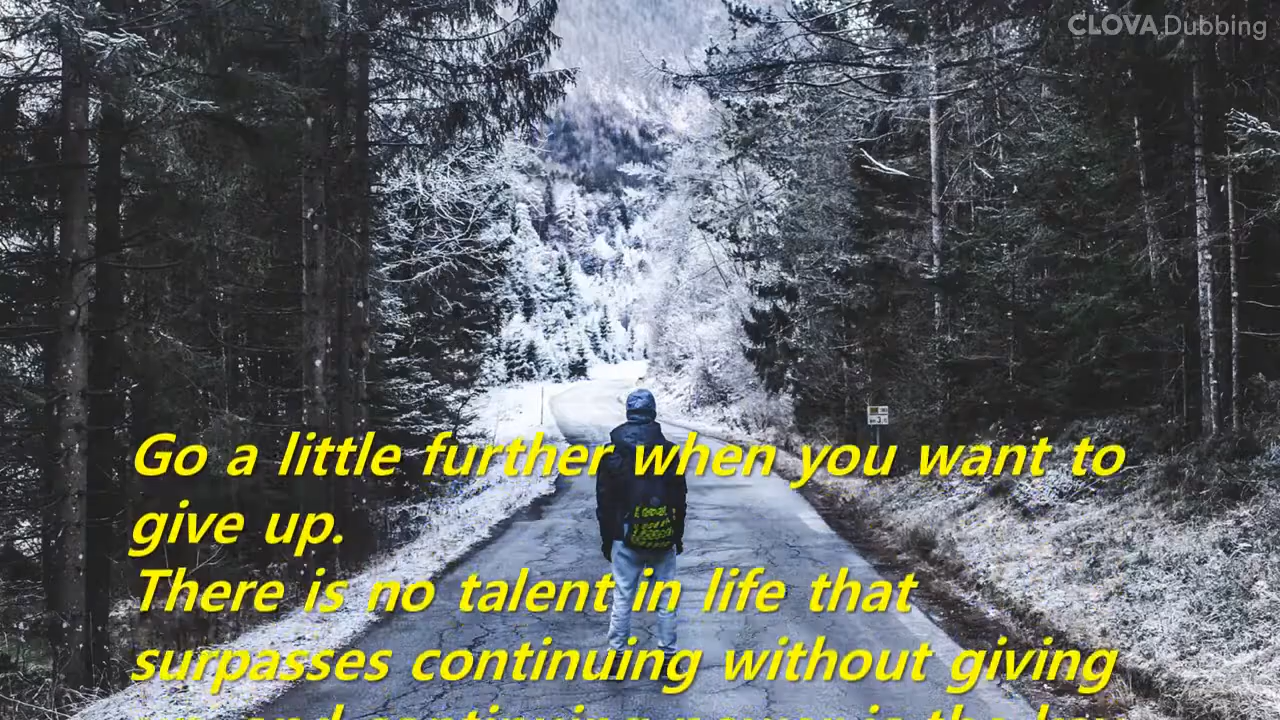 CLOVA Dubbing
Go a little further when you want to
give up.
There is no talent in life that
surpasses continuing without giving